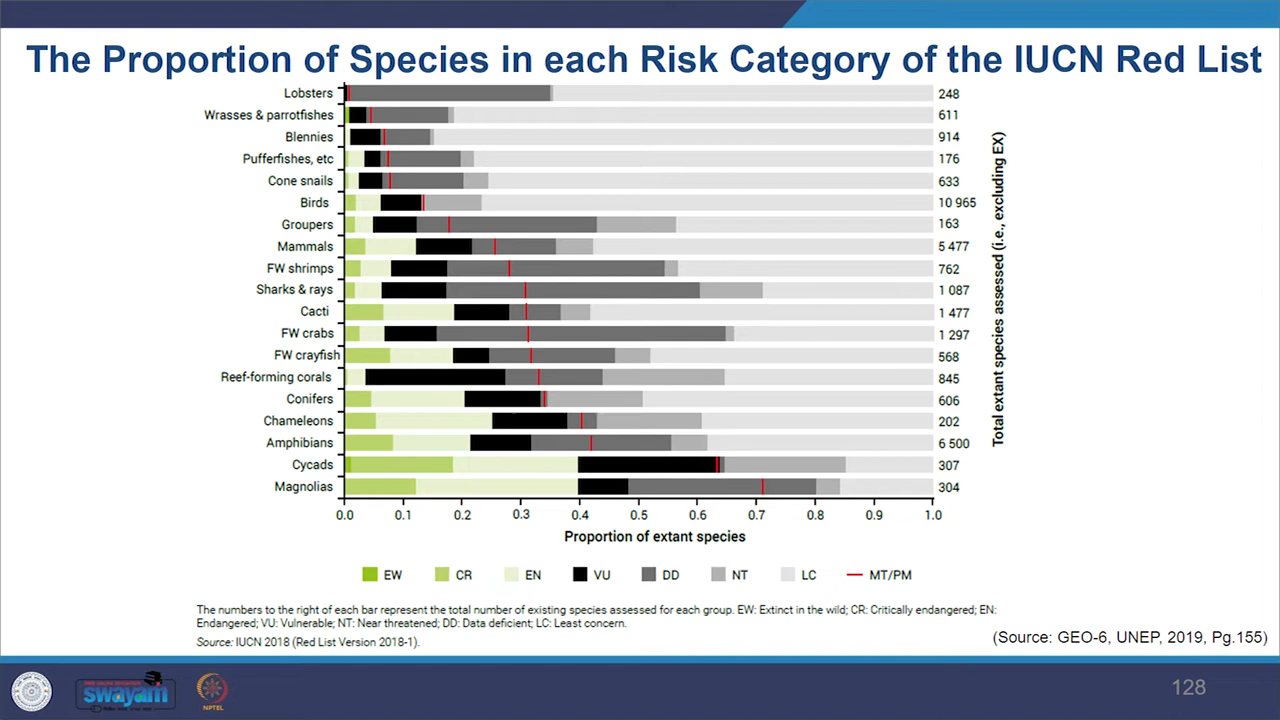 The Proportion of Species in each Risk Category of the IUCN Red List
Lobsters 248
Wrasses & parrotfishes 611
Blennies 914
Pufferfishes, etc 176
Cone snails 633
Birds 10 965
Groupers 163
Mammals 5 477
FW shrimps 762
Sharks & rays 1 087
Cacti 1 477
FW crabs 1 297
FW crayfish 568
Reef-forming corals 845
Conifers 606
Chameleons 202
Amphibians 6 500
Cycads 307
Magnolias 304
Total extant species assessed (i.e., excluding EX)
0.0 0.1 0.2 0.3 0.4 0.5 0.6 0.7 0.8 0.9 1.0
Proportion of extant species
EW CR EN VU DD NT LC MT/PM
The numbers to the right of each bar represent the total number of existing species assessed for each group. EW: Extinct in the wild; CR: Critically endangered; EN:
Endangered; VU: Vulnerable; NT: Near threatened; DD: Data deficient; LC: Least concern.
Source: IUCN 2018 (Red List Version 2018-1).
(Source: GEO-6, UNEP, 2019, Pg.155)
swayam
NPTEL
128